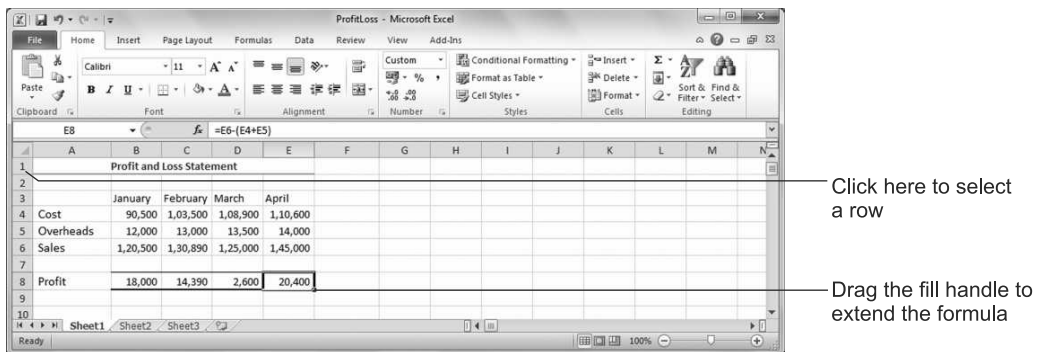 ProfitLoss - Microsoft Excel
File Home Insert Page Layout Formulas Data Review View Add-Ins
Paste
Calibri 11 A A
B I U A
Custom
% ,
Conditional Formatting
Format as Table
Cell Styles
Insert
Delete
Format
Σ
Sort & Filter
Find & Select
Clipboard Font Alignment Number Styles Cells Editing
E8 fx =E6-(E4+E5)
A B C D E F G H I J K L M N
1 Profit and Loss Statement
2
3 January February March April
4 Cost 90,500 1,03,500 1,08,900 1,10,600
5 Overheads 12,000 13,000 13,500 14,000
6 Sales 1,20,500 1,30,890 1,25,000 1,45,000
7
8 Profit 18,000 14,390 2,600 20,400
9
10
Sheet1 Sheet2 Sheet3
Ready 100%
Click here to select
a row
Drag the fill handle to
extend the formula